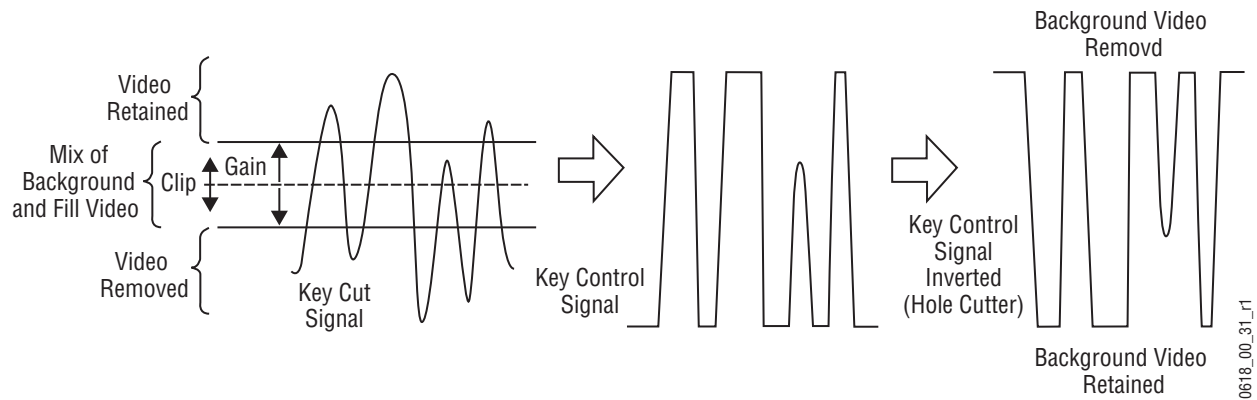 Video
Retained
Mix of
Background
and Fill Video
Clip
Gain
Video
Removed
Key Cut
Signal
Key Control
Signal
Key Control
Signal
Inverted
(Hole Cutter)
Background Video
Removd
Background Video
Retained
0618_00_31_r1